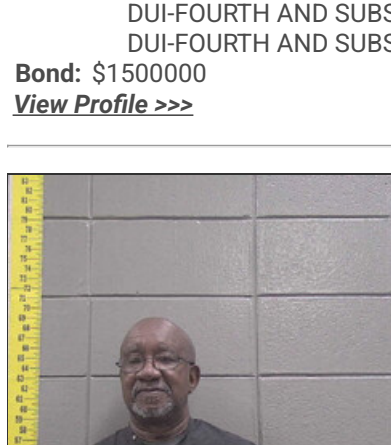 DUI-FOURTH AND SUBS
DUI-FOURTH AND SUBS
Bond: $1500000
View Profile >>>